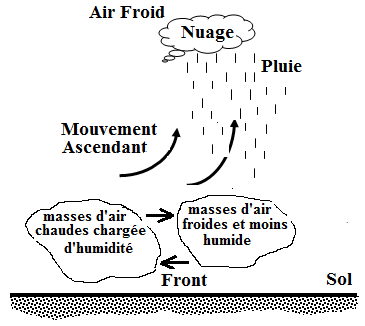 Air Froid
Nuage
Pluie
Mouvement
Ascendant
masses d'air
chaudes chargée
d'humidité
masses d'air
froides et moins
humide
Front
Sol